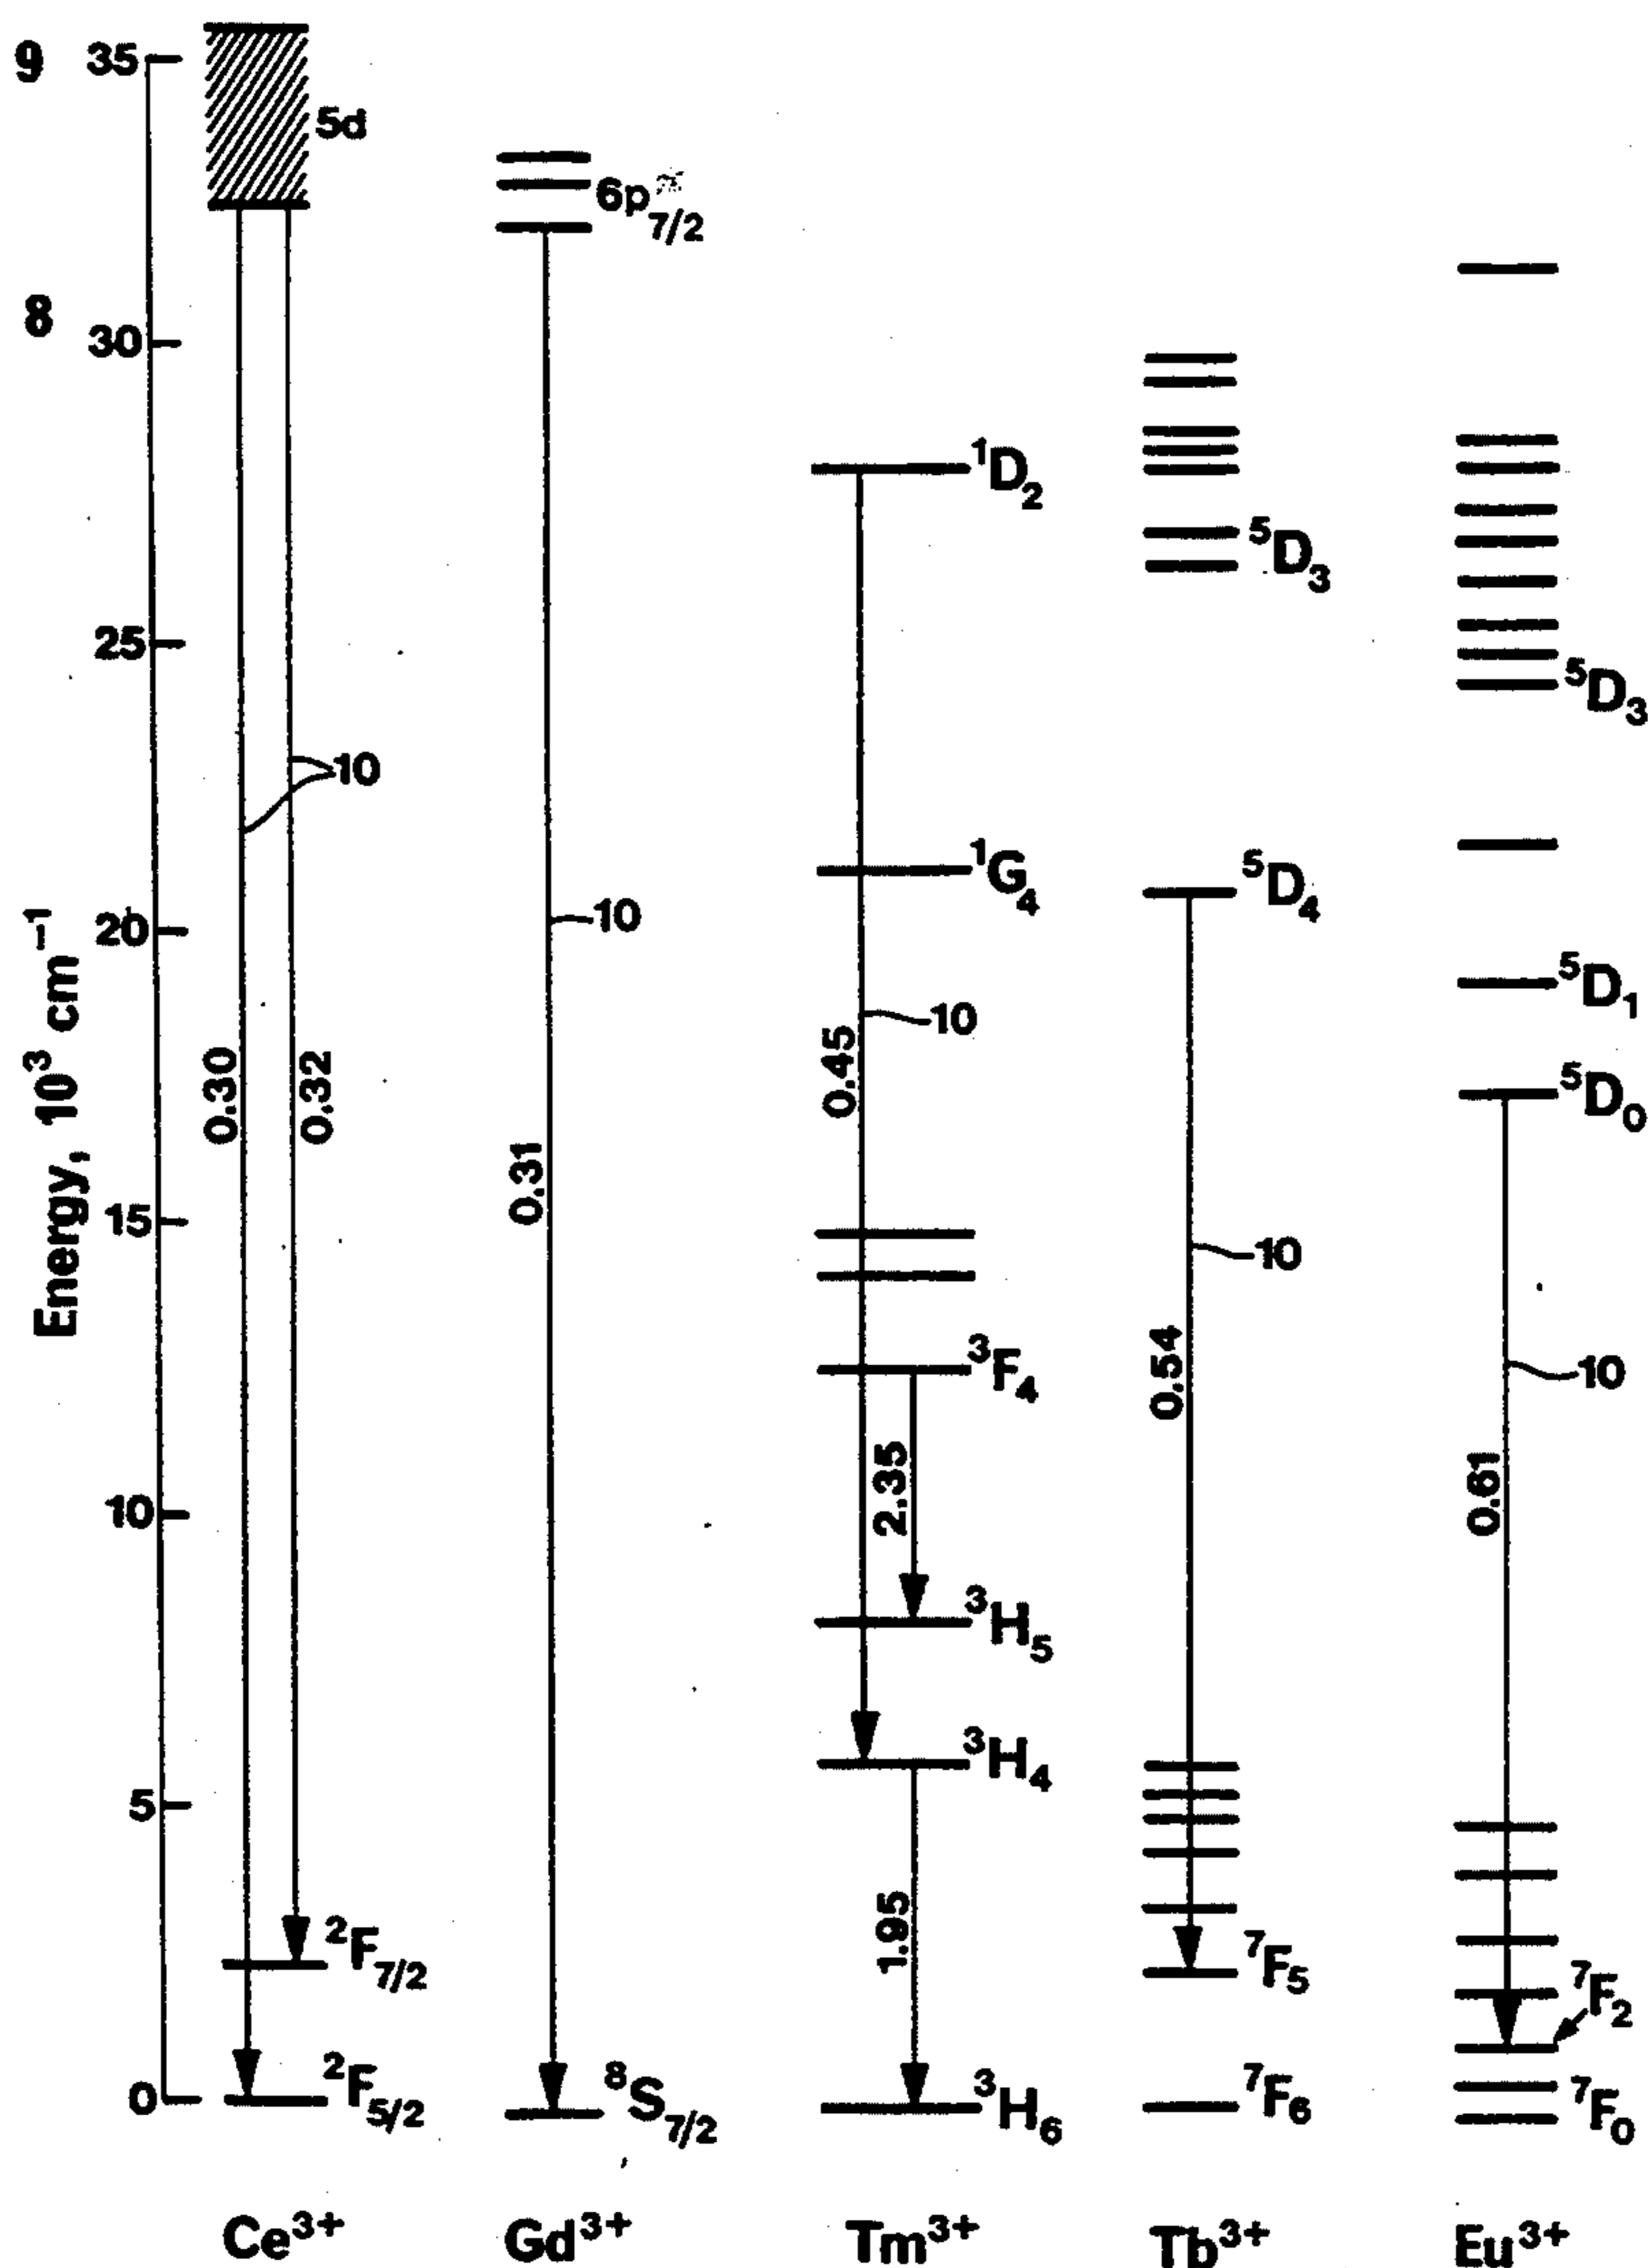 9
35
5d
6p 7/2
8
30
¹D₂
⁵D₃
25
⁵D₃
10
¹G₄
⁵D₄
20
10
⁵D₁
10
⁵D₀
Energy, 10³ cm⁻¹
0.30
0.32
0.45
0.31
15
10
³F₄
0.54
10
2.35
0.61
10
³H₅
³H₄
5
1.95
²F₇/₂
⁷F₅
⁷F₂
0
²F₅/₂
⁸S₇/₂
³H₆
⁷F₆
⁷F₀
Ce³⁺ Gd³⁺ Tm³⁺ Tb³⁺ Eu³⁺